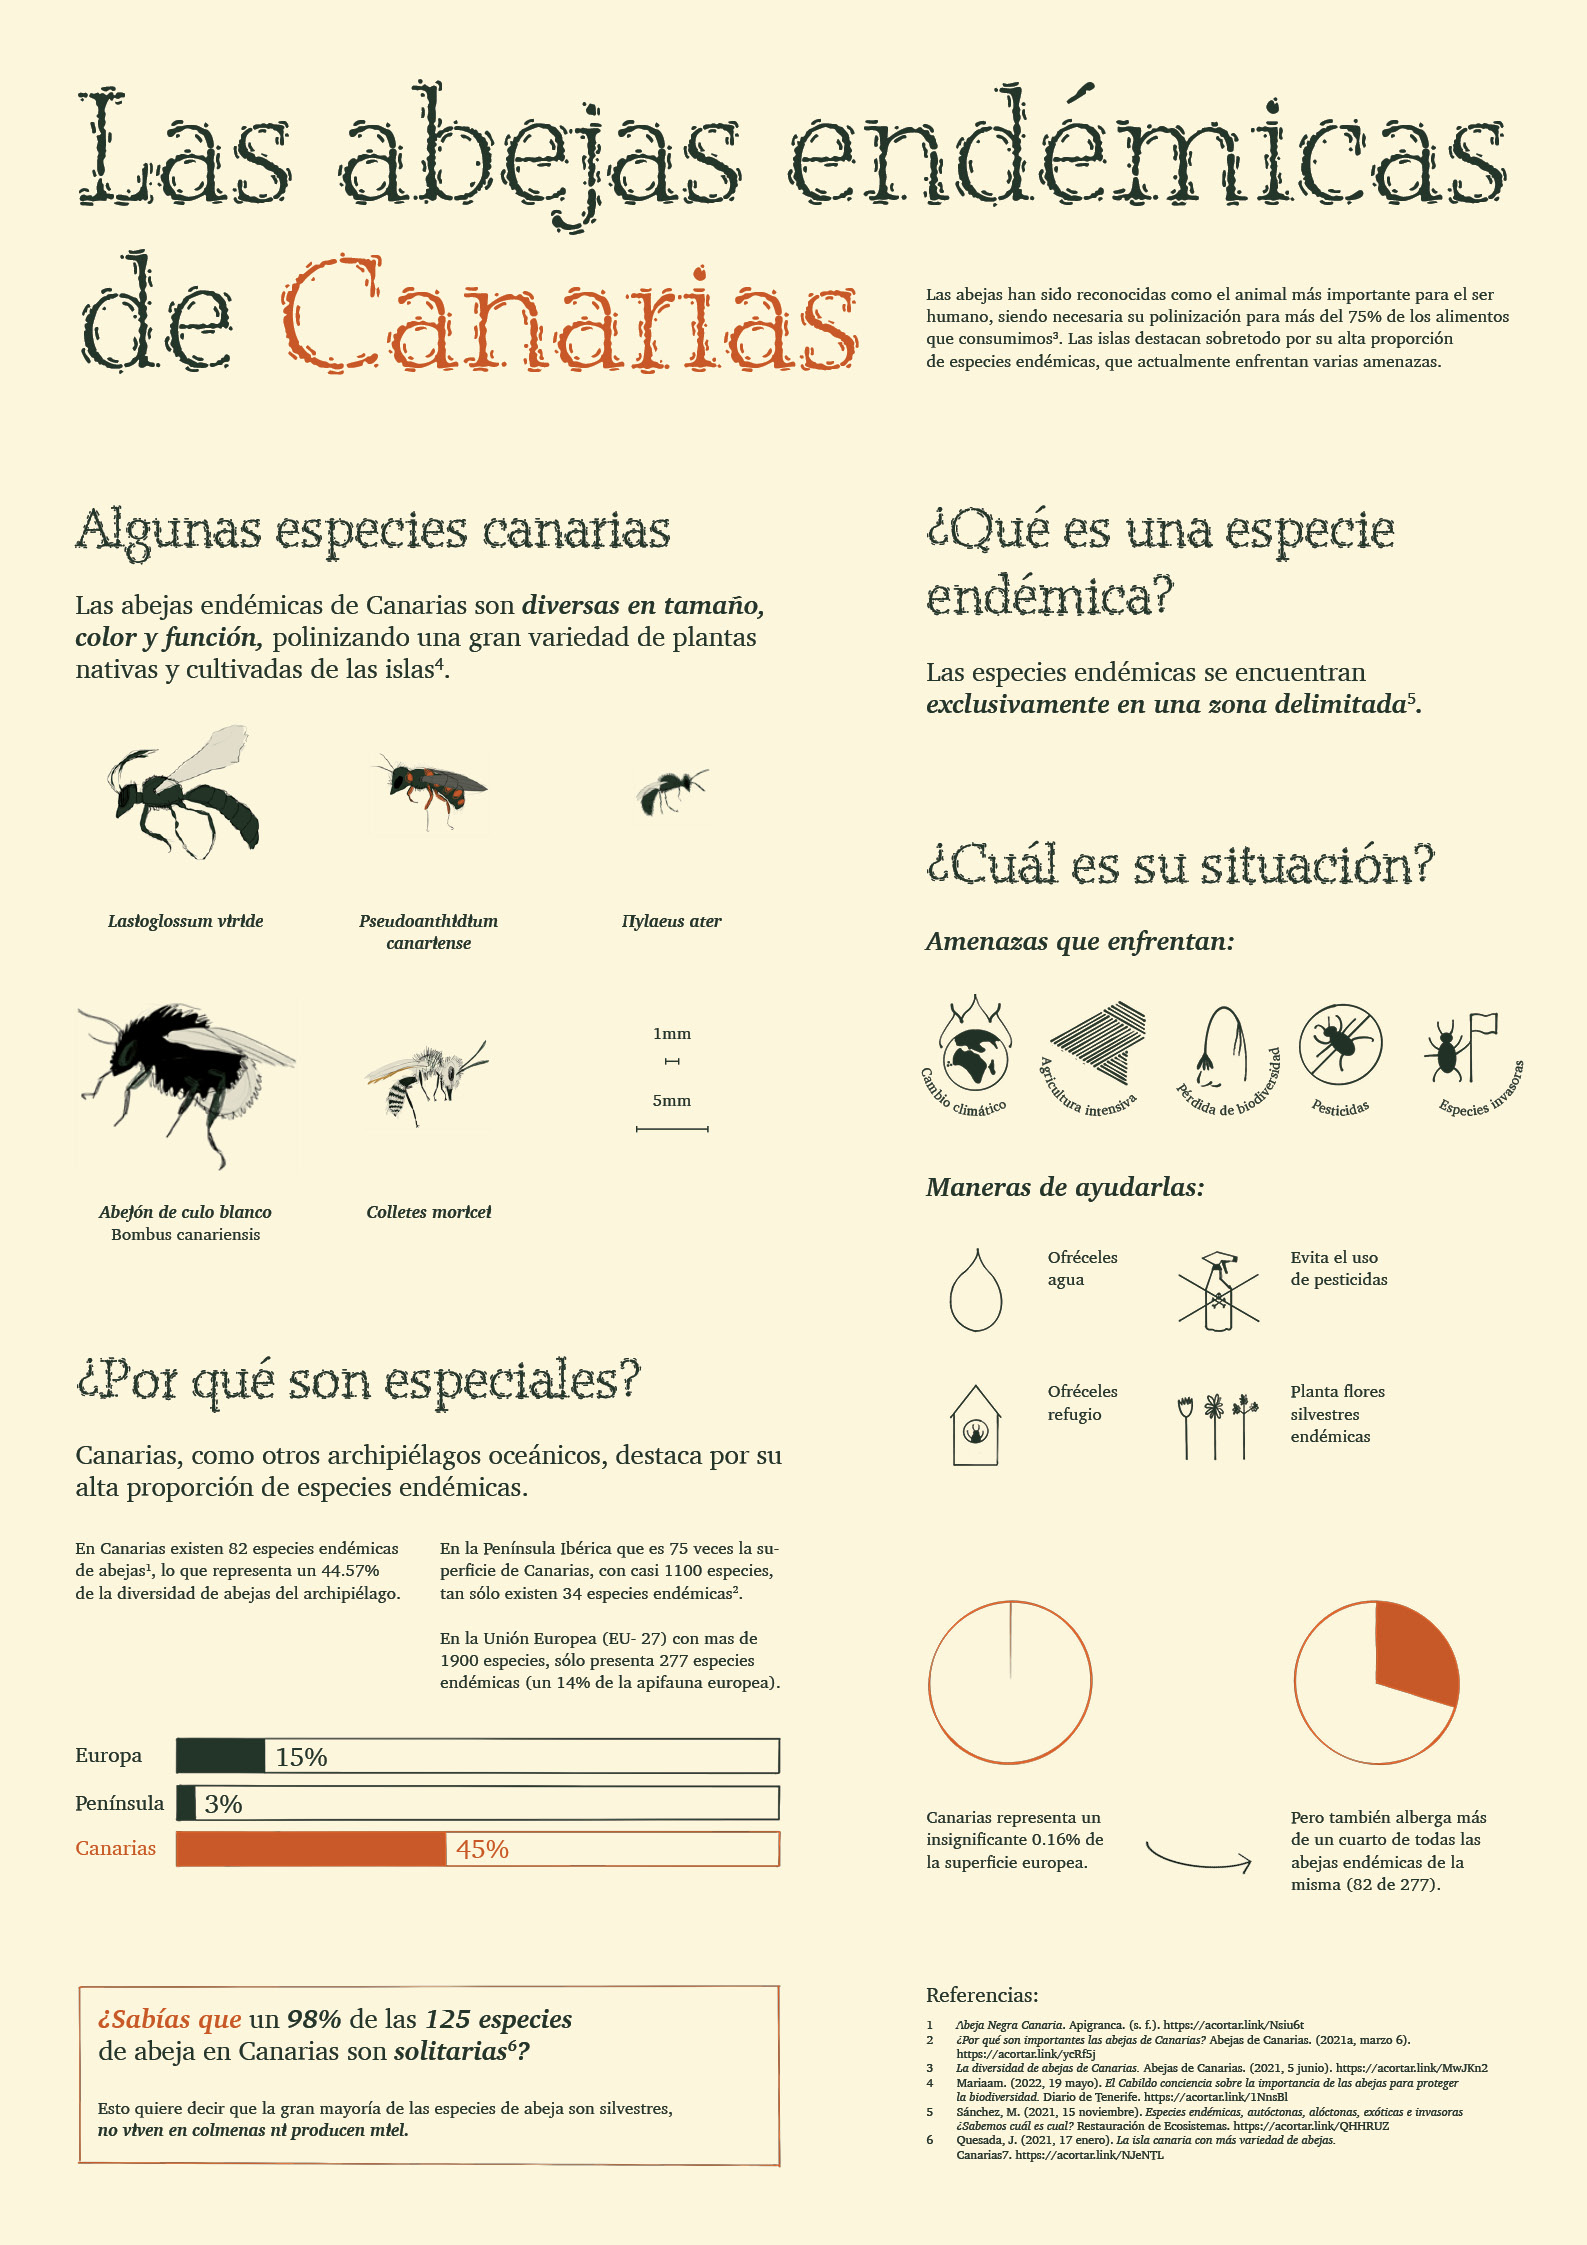 Las abejas endémicas
de Canarias
Las abejas han sido reconocidas como el animal más importante para el ser
humano, siendo necesaria su polinización para más del 75% de los alimentos
que consumimos³. Las islas destacan sobretodo por su alta proporción
de especies endémicas, que actualmente enfrentan varias amenazas.
Algunas especies canarias
Las abejas endémicas de Canarias son diversas en tamaño,
color y función, polinizando una gran variedad de plantas
nativas y cultivadas de las islas⁴.
Lasioglossum viride
Pseudoanthidium
canariense
Hylaeus ater
Abejón de culo blanco
Bombus canariensis
Colletes moricei
1mm
5mm
¿Por qué son especiales?
Canarias, como otros archipiélagos oceánicos, destaca por su
alta proporción de especies endémicas.
En Canarias existen 82 especies endémicas
de abejas¹, lo que representa un 44.57%
de la diversidad de abejas del archipiélago.
En la Península Ibérica que es 75 veces la su-
perficie de Canarias, con casi 1100 especies,
tan sólo existen 34 especies endémicas².
En la Unión Europea (EU- 27) con mas de
1900 especies, sólo presenta 277 especies
endémicas (un 14% de la apifauna europea).
Europa 15%
Península 3%
Canarias 45%
¿Sabías que un 98% de las 125 especies
de abeja en Canarias son solitarias⁶?
Esto quiere decir que la gran mayoría de las especies de abeja son silvestres,
no viven en colmenas ni producen miel.
¿Qué es una especie
endémica?
Las especies endémicas se encuentran
exclusivamente en una zona delimitada⁵.
¿Cuál es su situación?
Amenazas que enfrentan:
Cambio climático
Agricultura intensiva
Pérdida de biodiversidad
Pesticidas
Especies invasoras
Maneras de ayudarlas:
Ofréceles
agua
Evita el uso
de pesticidas
Ofréceles
refugio
Planta flores
silvestres
endémicas
Canarias representa un
insignificante 0.16% de
la superficie europea.
Pero también alberga más
de un cuarto de todas las
abejas endémicas de la
misma (82 de 277).
Referencias:
1 Abeja Negra Canaria. Apigranca. (s. f.). https://acortar.link/Nsiu6t
2 ¿Por qué son importantes las abejas de Canarias? Abejas de Canarias. (2021a, marzo 6).
https://acortar.link/ycRf5j
3 La diversidad de abejas de Canarias. Abejas de Canarias. (2021, 5 junio). https://acortar.link/MwJKn2
4 Mariaam. (2022, 19 mayo). El Cabildo conciencia sobre la importancia de las abejas para proteger
la biodiversidad. Diario de Tenerife. https://acortar.link/1NnsBl
5 Sánchez, M. (2021, 15 noviembre). Especies endémicas, autóctonas, alóctonas, exóticas e invasoras
¿Sabemos cuál es cual? Restauración de Ecosistemas. https://acortar.link/QHHRUZ
6 Quesada, J. (2021, 17 enero). La isla canaria con más variedad de abejas.
Canarias7. https://acortar.link/NJeNTL